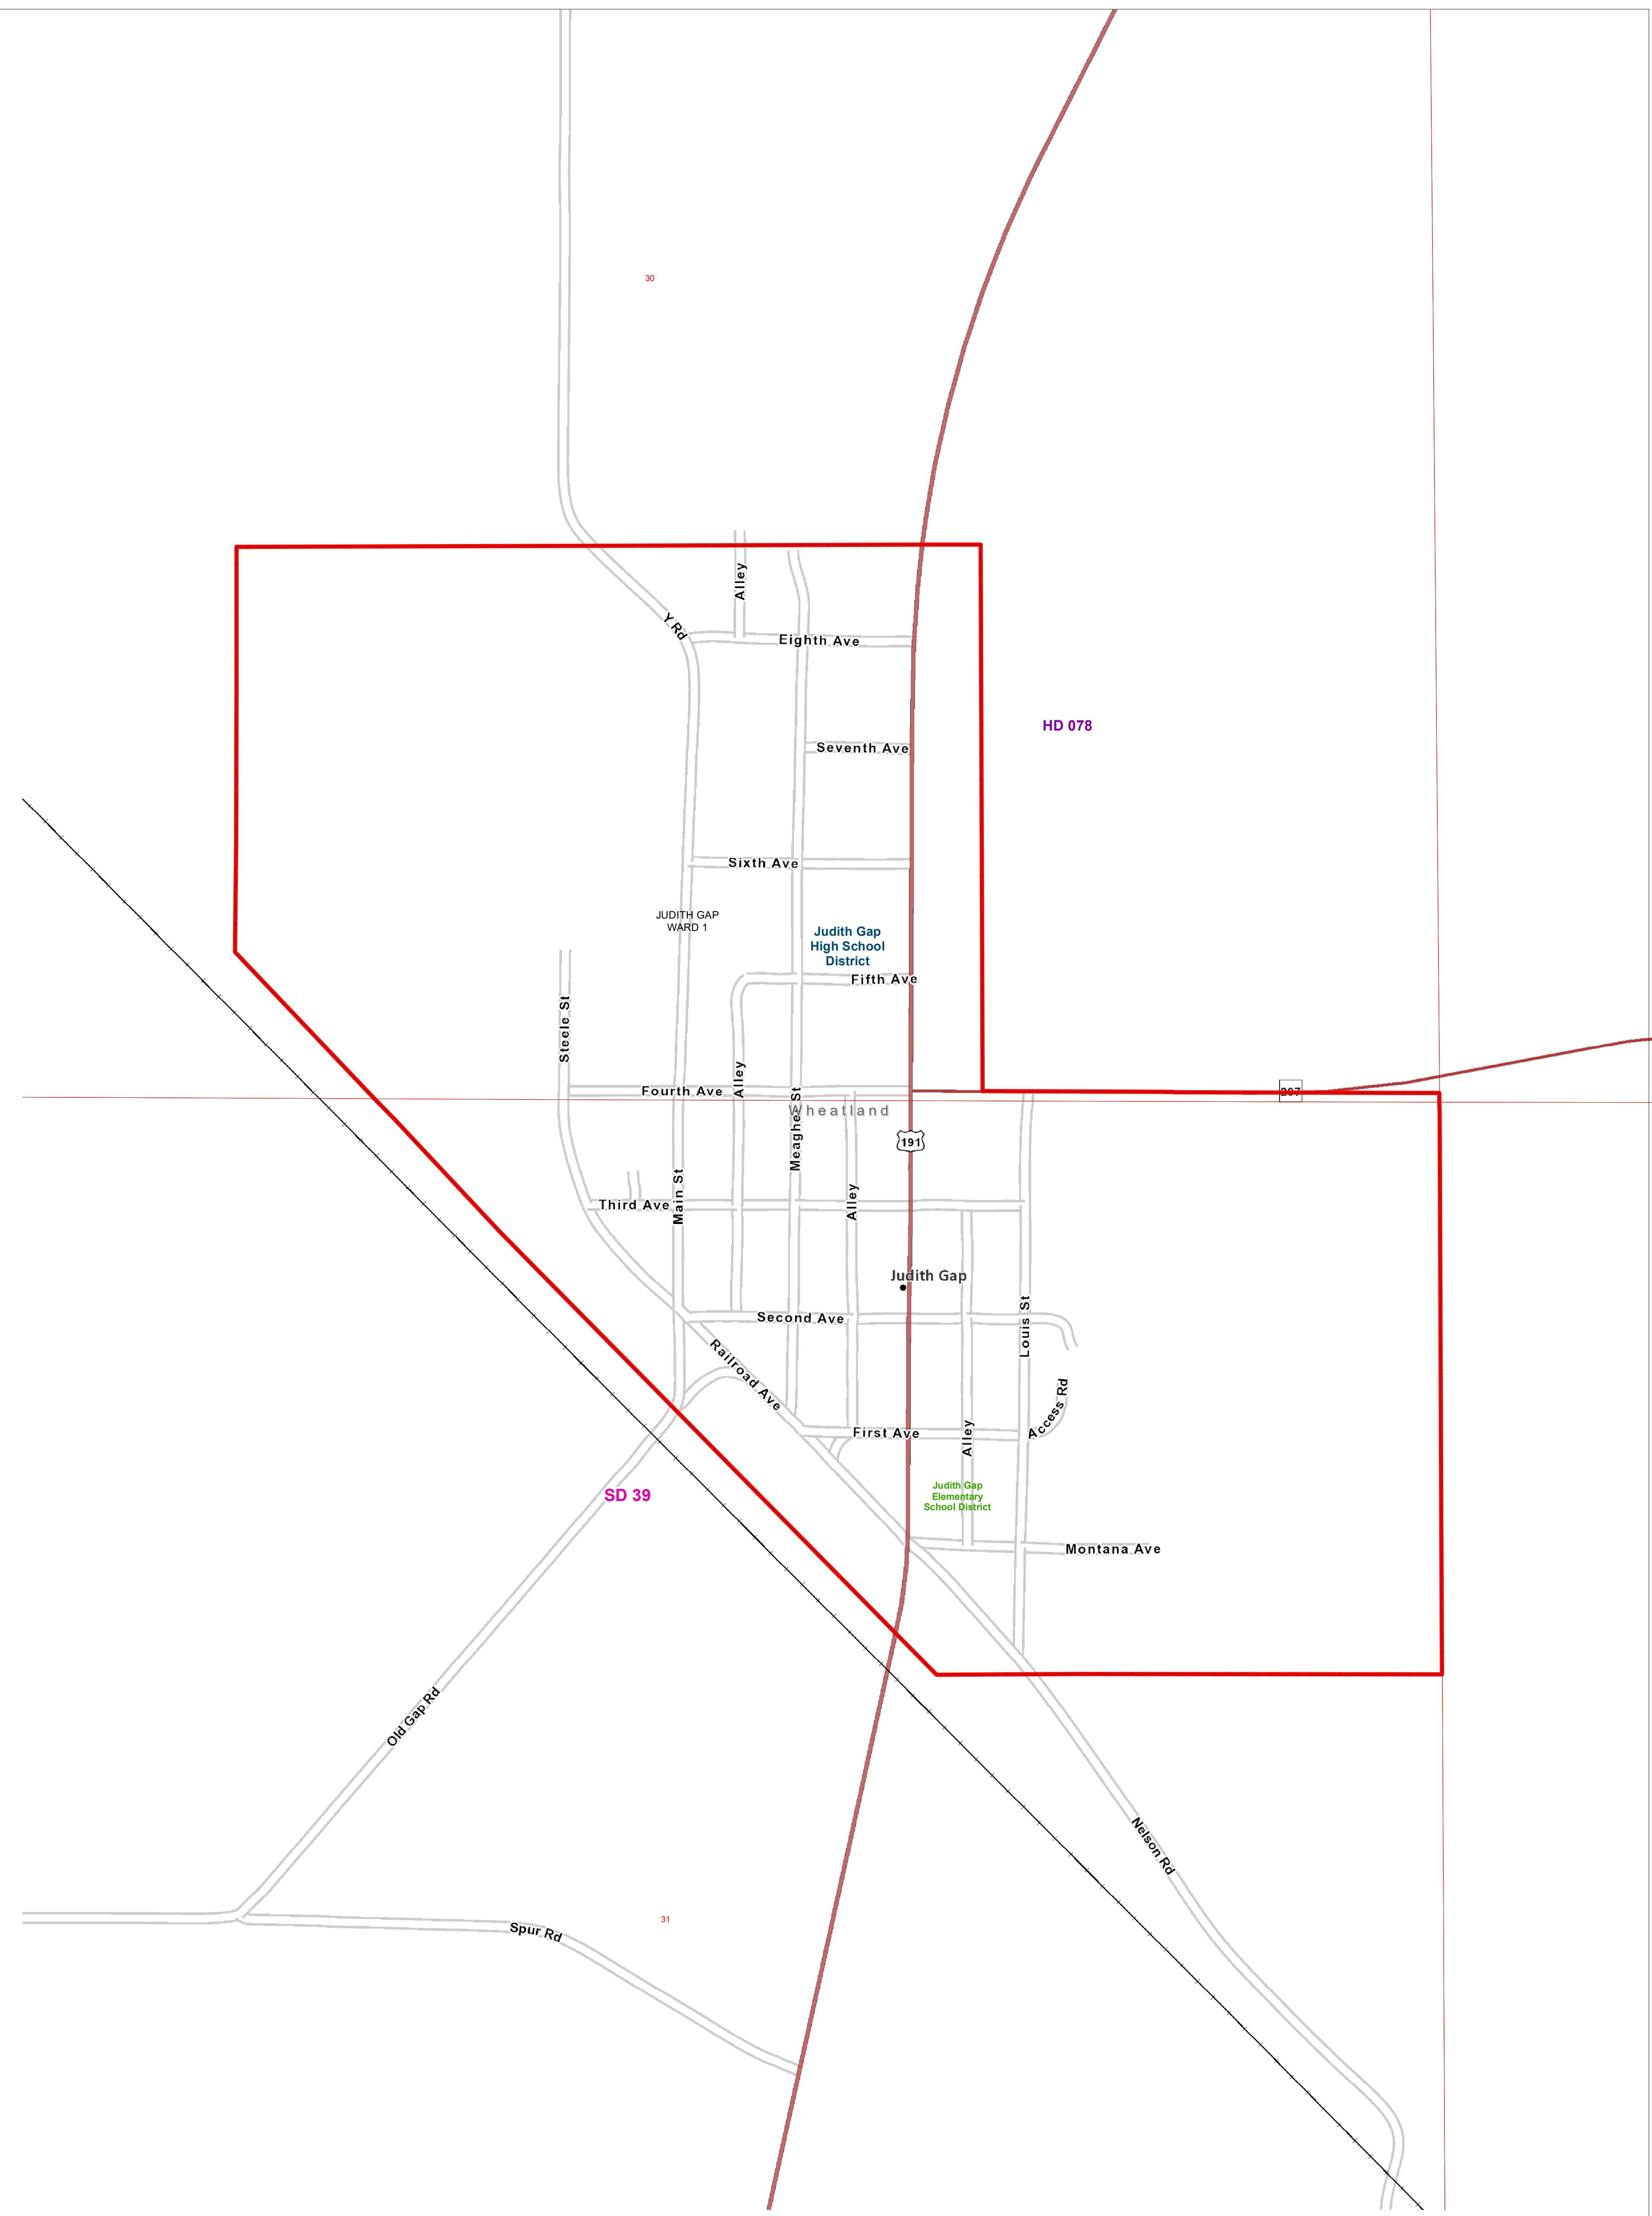 30
Alley
Y Rd
Eighth Ave
HD 078
Seventh Ave
Sixth Ave
JUDITH GAP
WARD 1
Judith Gap
High School
District
Fifth Ave
Steele St
Alley
Fourth Ave
297
Wheatland
Meagher St
191
Main St
Third Ave
Alley
Judith Gap
Second Ave
Louis St
Railroad Ave
Access Rd
First Ave
Alley
Judith Gap
Elementary
School District
SD 39
Montana Ave
Old Gap Rd
Nelson Rd
31
Spur Rd